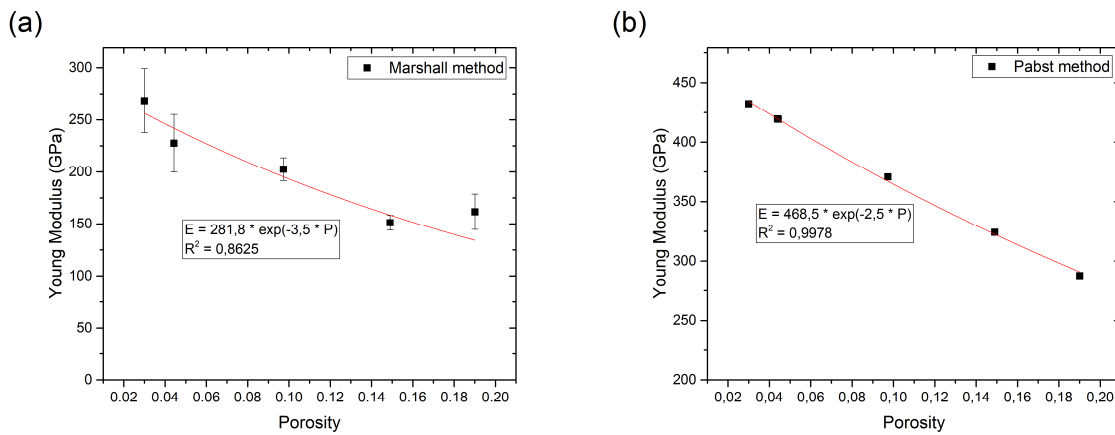 (a)
Marshall method
Young Modulus (GPa)
300
250
200
150
100
50
0
E = 281,8 * exp(-3,5 * P)
R² = 0,8625
0.02 0.04 0.06 0.08 0.10 0.12 0.14 0.16 0.18 0.20
Porosity
(b)
Pabst method
Young Modulus (GPa)
450
400
350
300
250
200
E = 468,5 * exp(-2,5 * P)
R² = 0,9978
0,02 0,04 0,06 0,08 0,10 0,12 0,14 0,16 0,18 0,20
Porosity